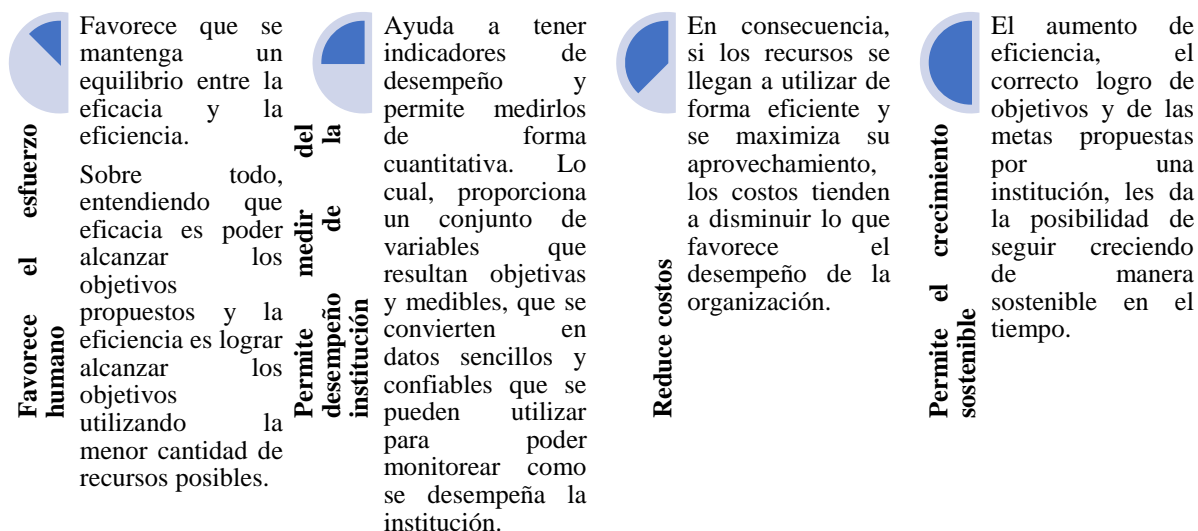 Favorece el esfuerzo
humano
Favorece que se
mantenga un
equilibrio entre la
eficacia y la
eficiencia.
Sobre todo,
entendiendo que
eficacia es poder
alcanzar los
objetivos
propuestos y la
eficiencia es lograr
alcanzar los
objetivos
utilizando la
menor cantidad de
recursos posibles.
Permite medir del
desempeño de la
institución
Ayuda a tener
indicadores de
desempeño y
permite medirlos
de forma
cuantitativa. Lo
cual, proporciona
un conjunto de
variables que
resultan objetivas
y medibles, que se
convierten en
datos sencillos y
confiables que se
pueden utilizar
para poder
monitorear como
se desempeña la
institución.
Reduce costos
En consecuencia,
si los recursos se
llegan a utilizar de
forma eficiente y
se maximiza su
aprovechamiento,
los costos tienden
a disminuir lo que
favorece el
desempeño de la
organización.
Permite el crecimiento
sostenible
El aumento de
eficiencia, el
correcto logro de
objetivos y de las
metas propuestas
por una
institución, les da
la posibilidad de
seguir creciendo
de manera
sostenible en el
tiempo.